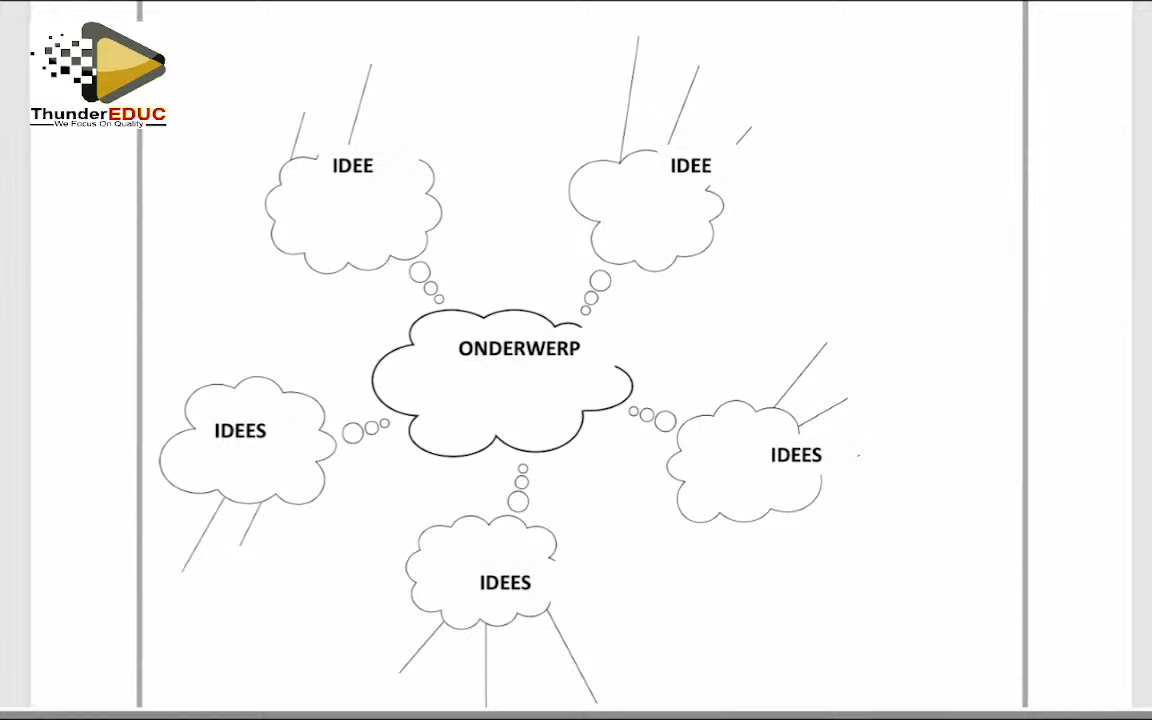 ThunderEDUC
We Focus On Quality
IDEE
IDEE
ONDERWERP
IDEES
IDEES
IDEES